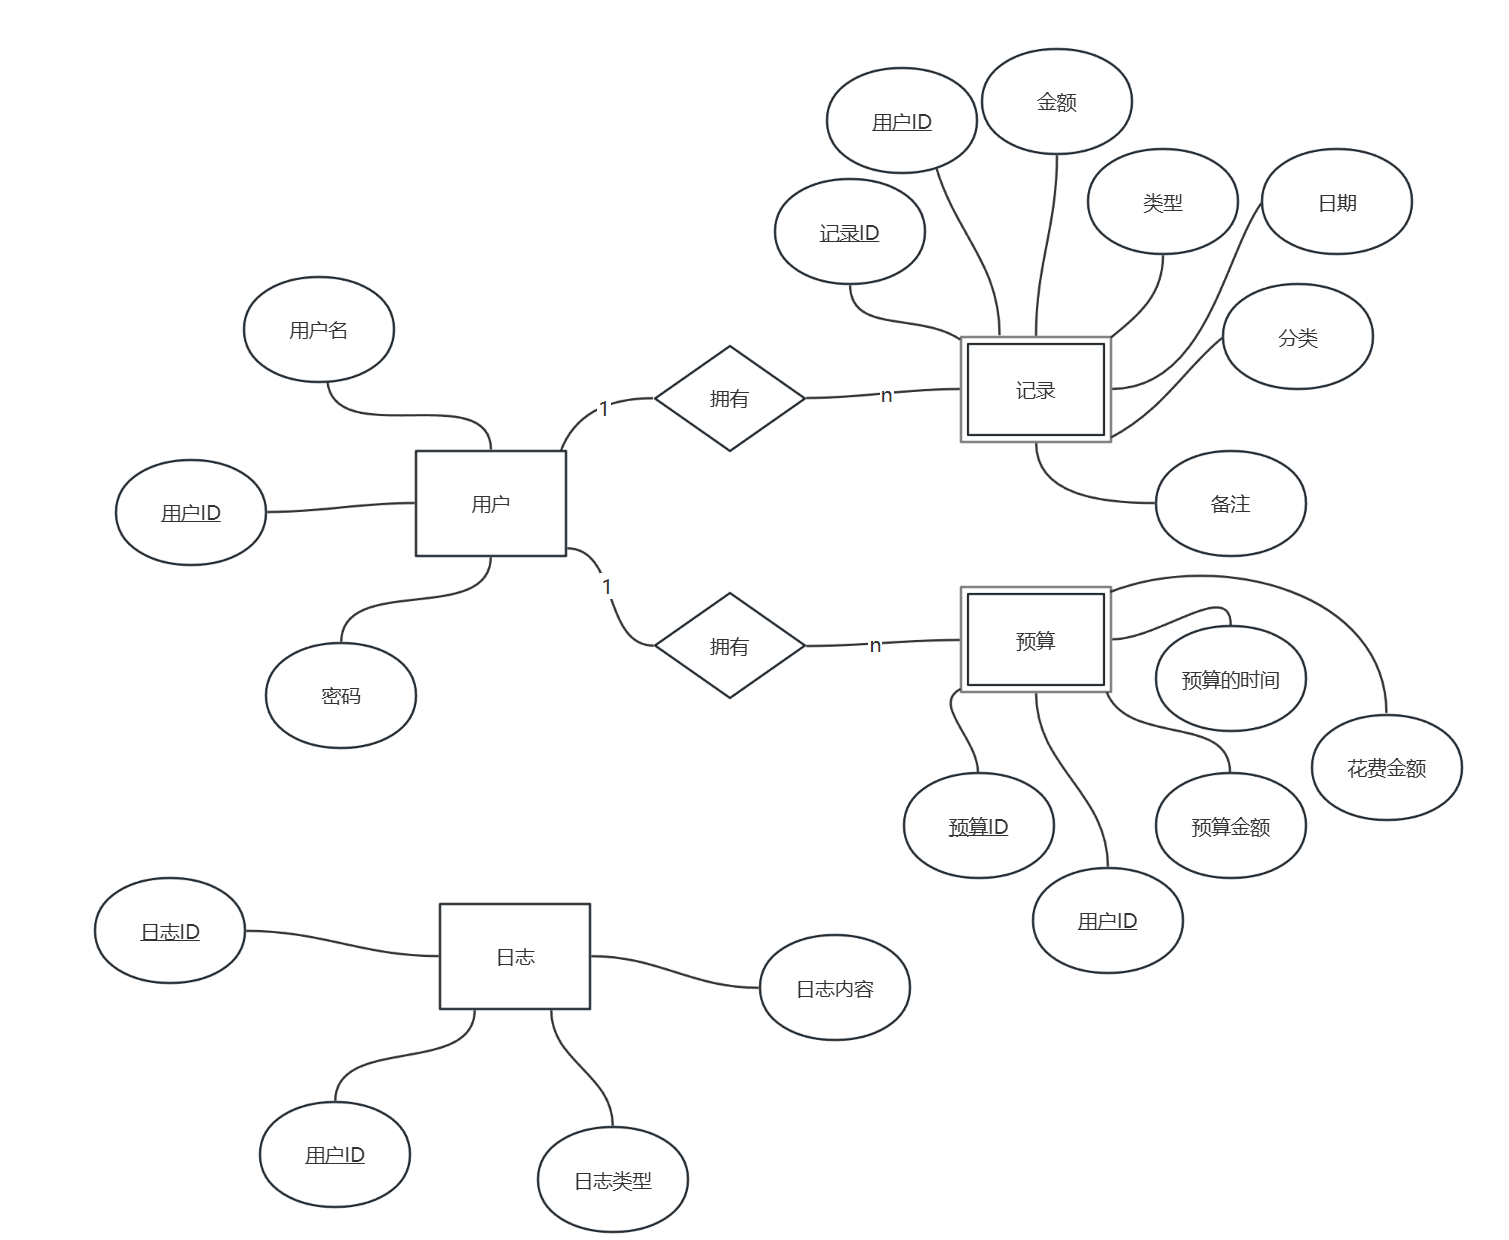 金额
用户ID
类型
日期
记录ID
用户名
分类
记录
拥有
n
1
用户
备注
用户ID
1
拥有
n
预算
预算的时间
密码
花费金额
预算ID
预算金额
用户ID
日志ID
日志
日志内容
用户ID
日志类型